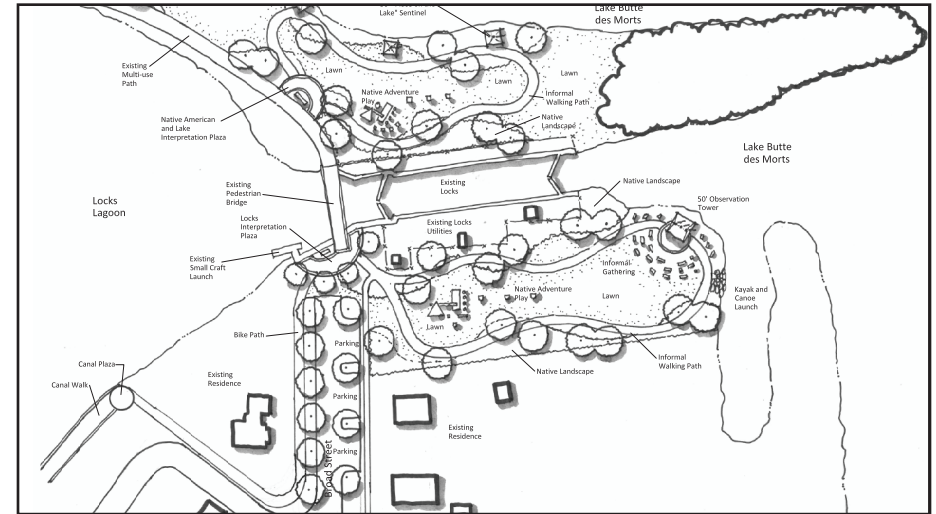 Lake Butte
des Morts
Lake" Sentinel
Existing
Multi-use
Path
Lawn
Lawn
Lawn
Native Adventure
Play
Informal
Walking Path
Native
Landscape
Native American
and Lake
Interpretation Plaza
Lake Butte
des Morts
Existing
Pedestrian
Bridge
Existing
Locks
Native Landscape
Locks
Lagoon
50' Observation
Tower
Locks
Interpretation
Plaza
Existing Locks
Utilities
Existing
Small Craft
Launch
Informal
Gathering
Native Adventure
Play
Lawn
Kayak and
Canoe
Launch
Lawn
Bike Path
Parking
Informal
Walking Path
Canal Plaza
Native Landscape
Canal Walk
Existing
Residence
Parking
Existing
Residence
Parking
Broad Street